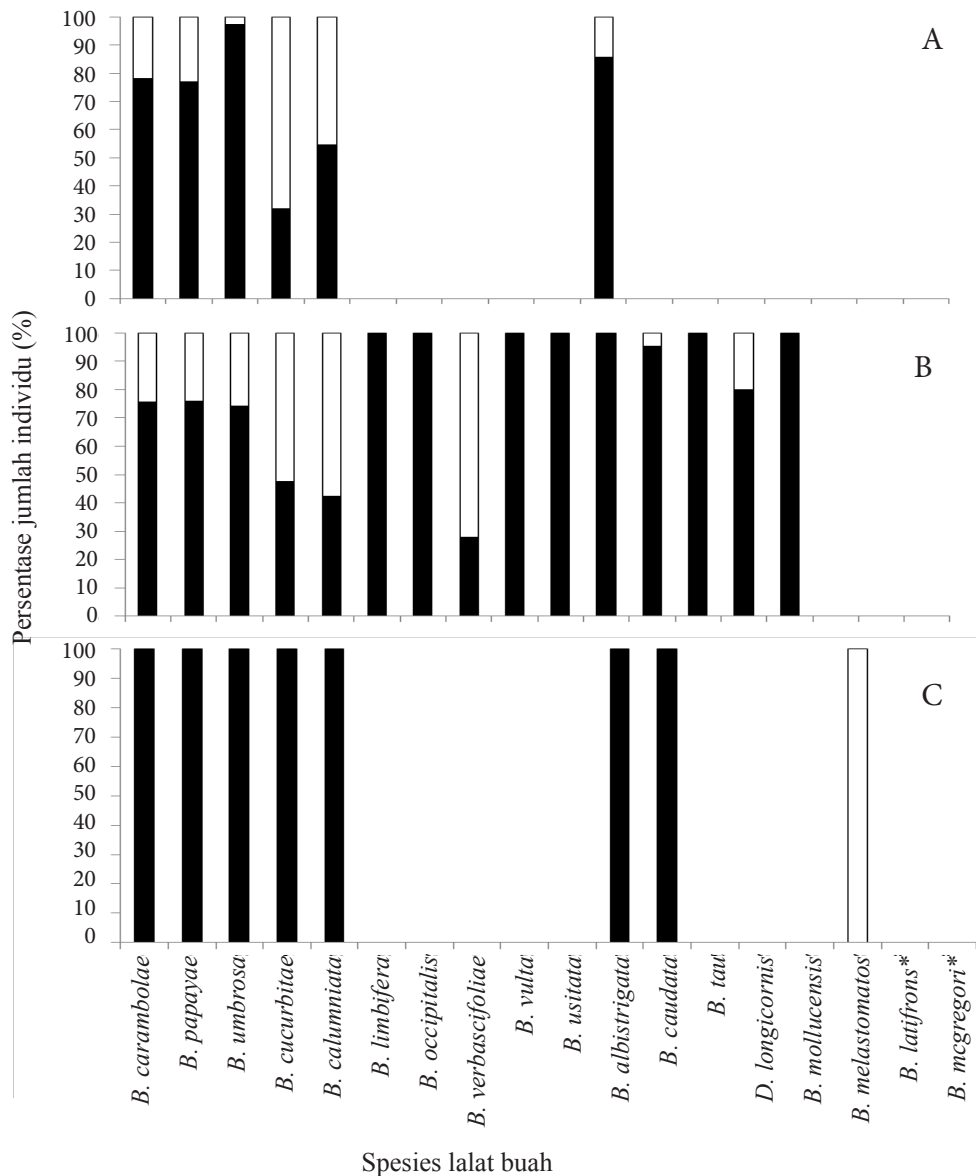 Persentase jumlah individu (%)
A
100
90
80
70
60
50
40
30
20
10
0
B
100
90
80
70
60
50
40
30
20
10
0
C
100
90
80
70
60
50
40
30
20
10
0
B. carambolae
B. papayae
B. umbrosa
B. cucurbitae
B. calumniata
B. limbifera
B. occipitalis
B. verbascifoliae
B. vulta
B. usitata
B. albistrigata
B. caudata
B. tau
D. longicornis
B. mollucensis
B. melastomatos
B. latifrons*
B. mcgregori*
Spesies lalat buah